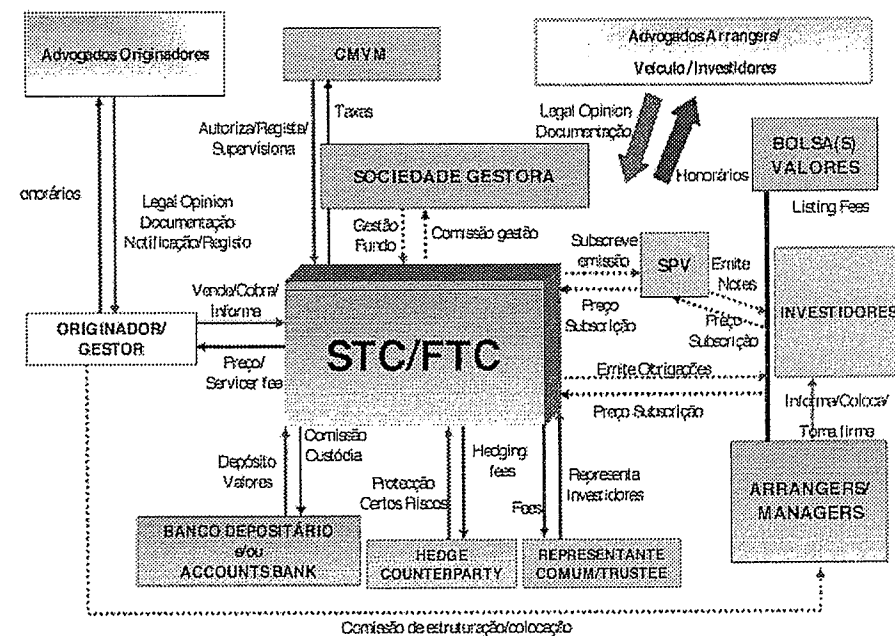 Advogados Originadores
CMVM
Advogados Arrangers/
Veículo/Investidores
Autoriza/Regista/
Supervisiona
Taxas
Legal Opinion
Documentação
Honorários
BOLSA(S)
VALORES
Listing Fees
SOCIEDADE GESTORA
onorários
Legal Opinion
Documentação
Notificação/Registo
Gestão
Fundo
Comissão gestão
Subscreve
emissão
SPV
Emite
Notes
Preço
Subscrição
Preço
Subscrição
INVESTIDORES
Vende/Cobra/
Informa
ORIGINADOR/
GESTOR
Preço/
Servicer fee
STC/FTC
Emite Obrigações
Preço Subscrição
Informa/Coloca/
Toma firme
Depósito
Valores
Comissão
Custódia
Protecção
Certos Riscos
Hedging
fees
Fees
Representa
Investidores
ARRANGERS/
MANAGERS
BANCO DEPOSITÁRIO
e/ou
ACCOUNTS BANK
HEDGE
COUNTERPARTY
REPRESENTANTE
COMUM/TRUSTEE
Comissão de estruturação/colocação